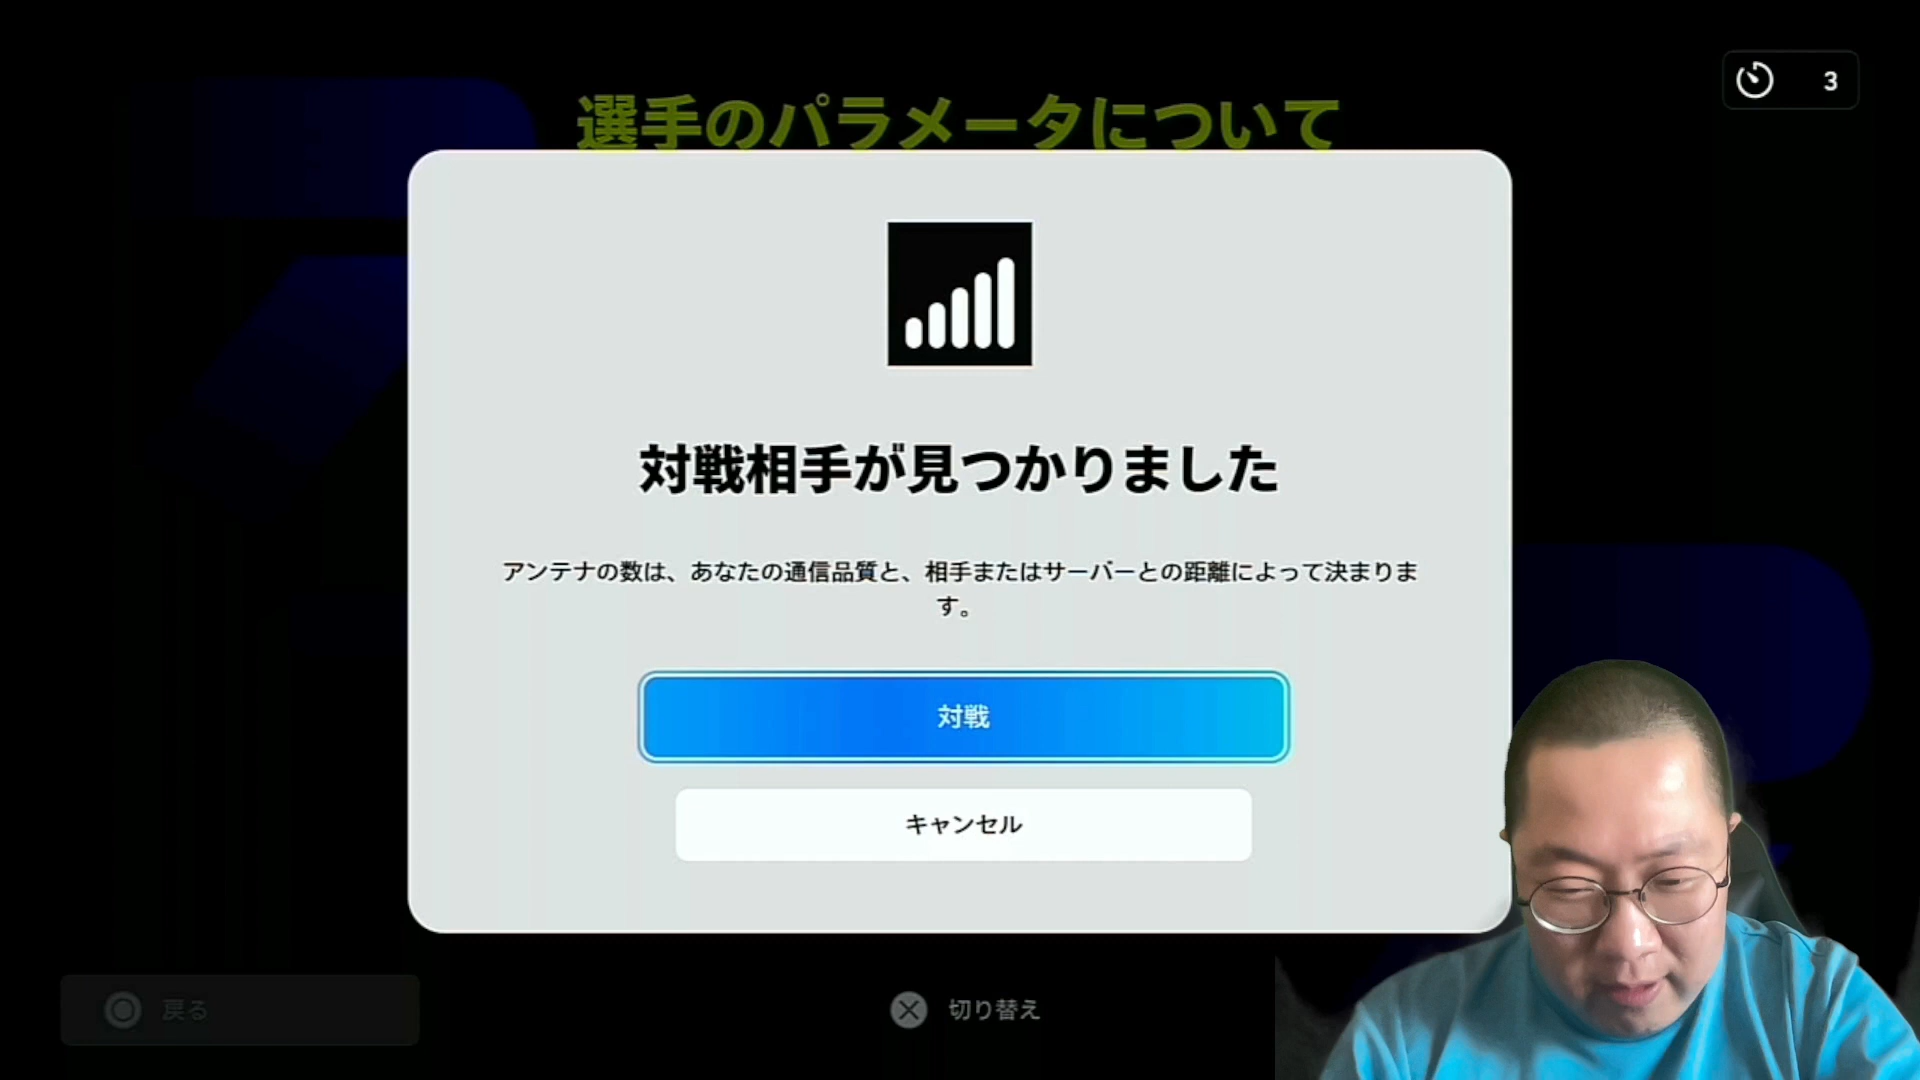 3
選手のパラメータについて
対戦相手が見つかりました
アンテナの数は、あなたの通信品質と、相手またはサーバーとの距離によって決まりま
す。
対戦
キャンセル
戻る
切り替え